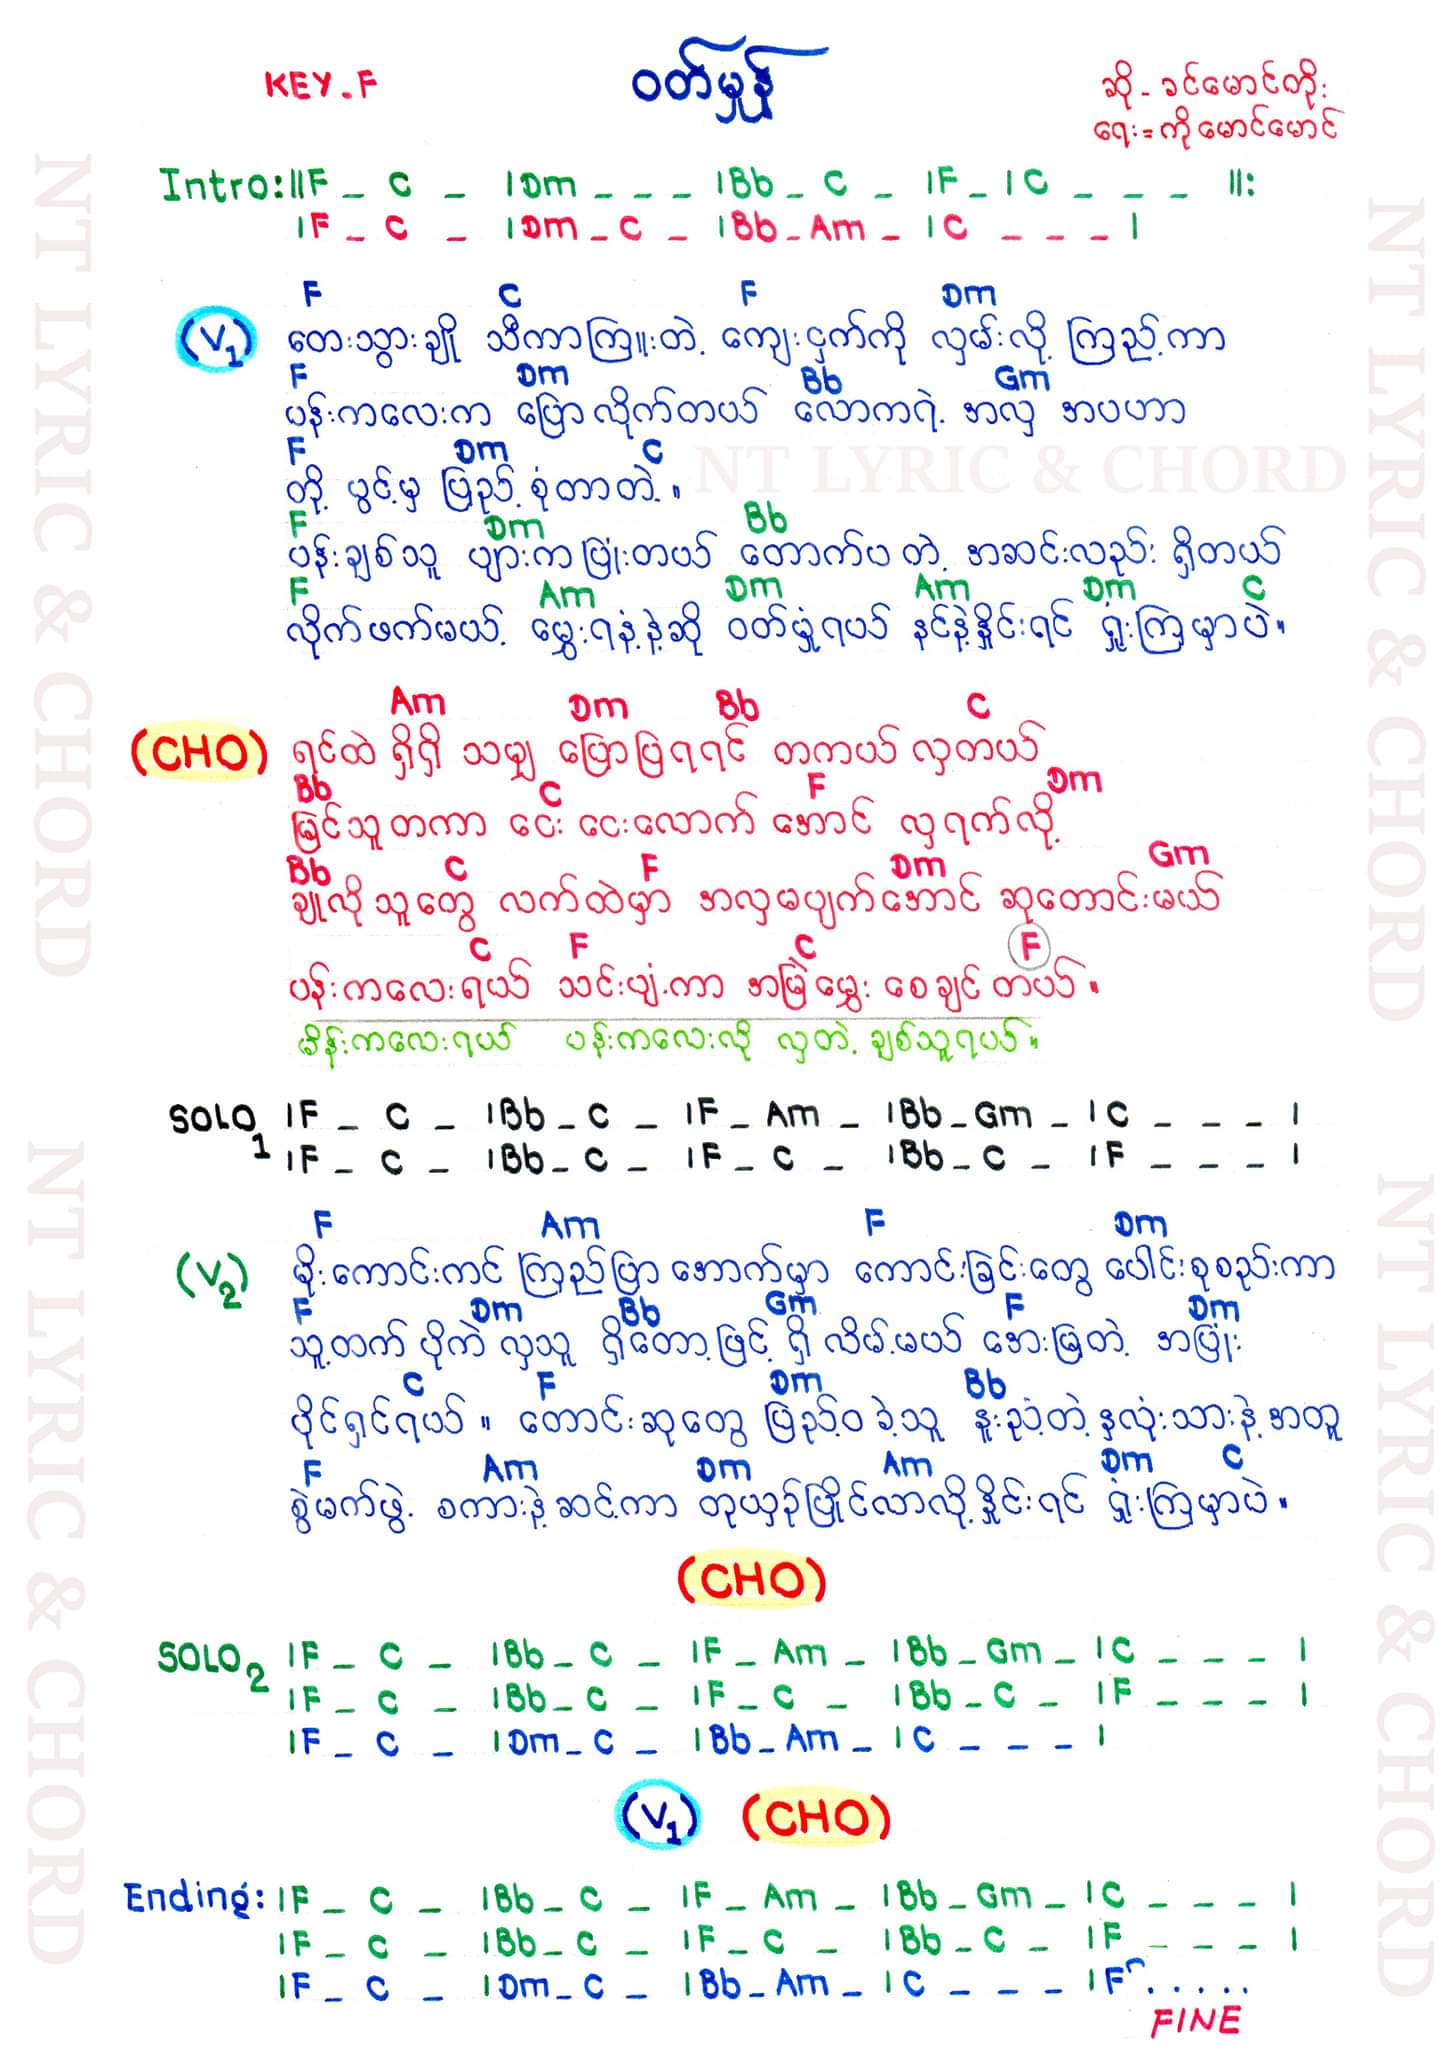 KEY.F
ဝတ်မှုန်
ဆို - ခင်မောင်တိုး
ရေး = ကိုမောင်မောင်
Intro: ||F _ C _ |Dm _ _ _ |Bb _ C _ |F _ |C _ _ _ ||:
|F _ C _ |Dm _ C _ |Bb _ Am _ |C _ _ _ |
F C F Dm
(V1) တေးသွားချို သီကာကြူးတဲ့ ကျေးငှက်ကို လှမ်းလို့ ကြည့်ကာ
F Dm Bb Gm
ပန်းကလေးက ပြောလိုက်တယ် လောကရဲ့ အလှ အပဟာ
F Dm C
တို့ ပွင့်မှ ပြည့်စုံတာတဲ့။
NT LYRIC & CHORD
F Dm Bb
ပန်းချစ်သူ ပျားက ပြုံးတယ် တောက်ပတဲ့ အဆင်းလည်း ရှိတယ်
F Am Dm Am Dm C
လိုက်ဖက်မယ့် မွှေးရနံ့နဲ့ဆို ဝတ်မှုံရယ် နင်နဲ့နှိုင်းရင် ရှုံးကြမှာပဲ။
Am Dm Bb C
(CHO) ရင်ထဲ ရှိရှိ သမျှ ပြောပြရရင် တကယ် လှတယ်
Bb C F Dm
မြင်သူတကာ ငေး ငေးလောက် အောင် လှရက်လို့
Bb C F Dm Gm
ချူလိုသူတွေ လက်ထဲမှာ အလှမပျက်အောင် ဆုတောင်းမယ်
C F C F
ပန်းကလေးရယ် သင်းပျံ့ကာ အမြဲမွှေး စေချင်တယ်။
မိန်းကလေးရယ် ပန်းကလေးလို လှတဲ့ ချစ်သူရယ်။
SOLO1 |F _ C _ |Bb _ C _ |F _ Am _ |Bb _ Gm _ |C _ _ _ |
|F _ C _ |Bb _ C _ |F _ C _ |Bb _ C _ |F _ _ _ |
F Am F Dm
(V2) မိုးကောင်းကင် ကြည်ပြာအောက်မှာ ကောင်းခြင်းတွေ ပေါင်းစုစည်းကာ
F Dm Bb Gm F Dm
သူ့ထက် ပိုကဲ လှသူ ရှိတော့ဖြင့် ရှိ လိမ့်မယ် အေးမြတဲ့ အပြုံး
C F Dm Bb
ပိုင်ရှင်ရယ်။ တောင်းဆုတွေ ပြည့်ဝခဲ့သူ နူးညံ့တဲ့ နှလုံးသားနဲ့ အတူ
F Am Dm Am Dm C
စွဲမက်ဖွဲ့ စကားနဲ့ ဆင့်ကာ တုယှဉ်ပြိုင်လာလို့ နှိုင်းရင် ရှုံးကြမှာပဲ။
(CHO)
SOLO2 |F _ C _ |Bb _ C _ |F _ Am _ |Bb _ Gm _ |C _ _ _ |
|F _ C _ |Bb _ C _ |F _ C _ |Bb _ C _ |F _ _ _ |
|F _ C _ |Dm _ C _ |Bb _ Am _ |C _ _ _ |
(V1) (CHO)
Ending: |F _ C _ |Bb _ C _ |F _ Am _ |Bb _ Gm _ |C _ _ _ |
|F _ C _ |Bb _ C _ |F _ C _ |Bb _ C _ |F _ _ _ |
|F _ C _ |Dm _ C _ |Bb _ Am _ |C _ _ _ |F . . . . .
FINE
NT LYRIC & CHORD
NT LYRIC & CHORD
NT LYRIC & CHORD
NT LYRIC & CHORD